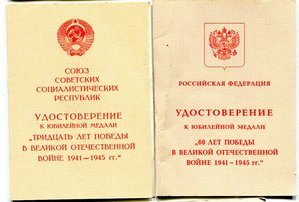 СОЮЗ
СОВЕТСКИХ
СОЦИАЛИСТИЧЕСКИХ
РЕСПУБЛИК
УДОСТОВЕРЕНИЕ
К ЮБИЛЕЙНОЙ МЕДАЛИ
„ТРИДЦАТЬ ЛЕТ ПОБЕДЫ
В ВЕЛИКОЙ ОТЕЧЕСТВЕННОЙ
ВОЙНЕ 1941—1945 гг.“
РОССИЙСКАЯ ФЕДЕРАЦИЯ
УДОСТОВЕРЕНИЕ
К ЮБИЛЕЙНОЙ МЕДАЛИ
„60 ЛЕТ ПОБЕДЫ
В ВЕЛИКОЙ ОТЕЧЕСТВЕННОЙ
ВОЙНЕ 1941—1945 гг.“